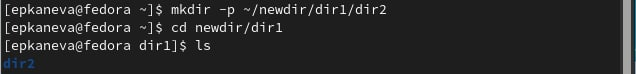 [epkaneva@fedora ~]$ mkdir -p ~/newdir/dir1/dir2
[epkaneva@fedora ~]$ cd newdir/dir1
[epkaneva@fedora dir1]$ ls
dir2